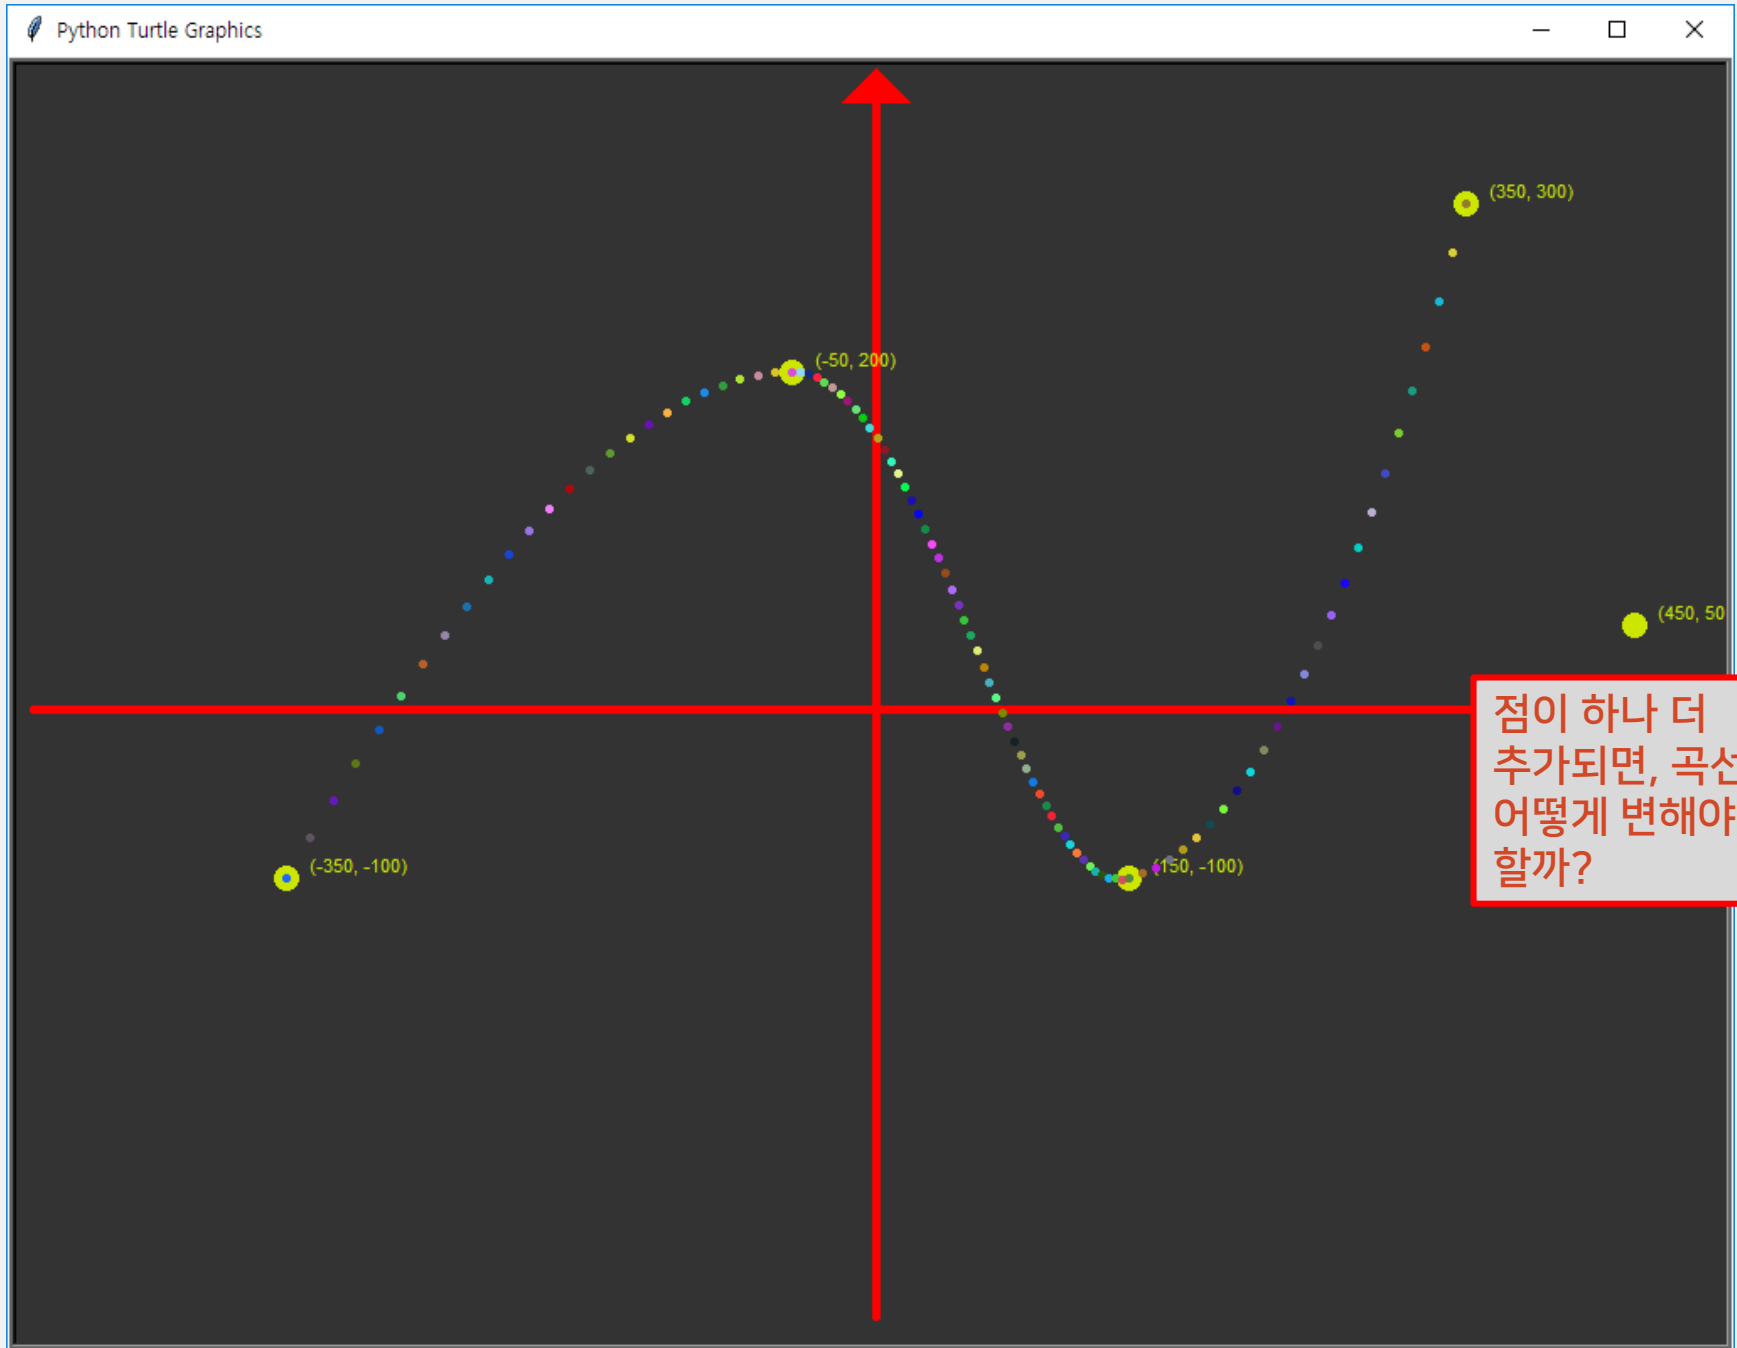 Python Turtle Graphics
(350, 300)
(-50, 200)
(450, 50
(-350, -100)
(150, -100)
점이 하나 더
추가되면, 곡선
어떻게 변해야
할까?